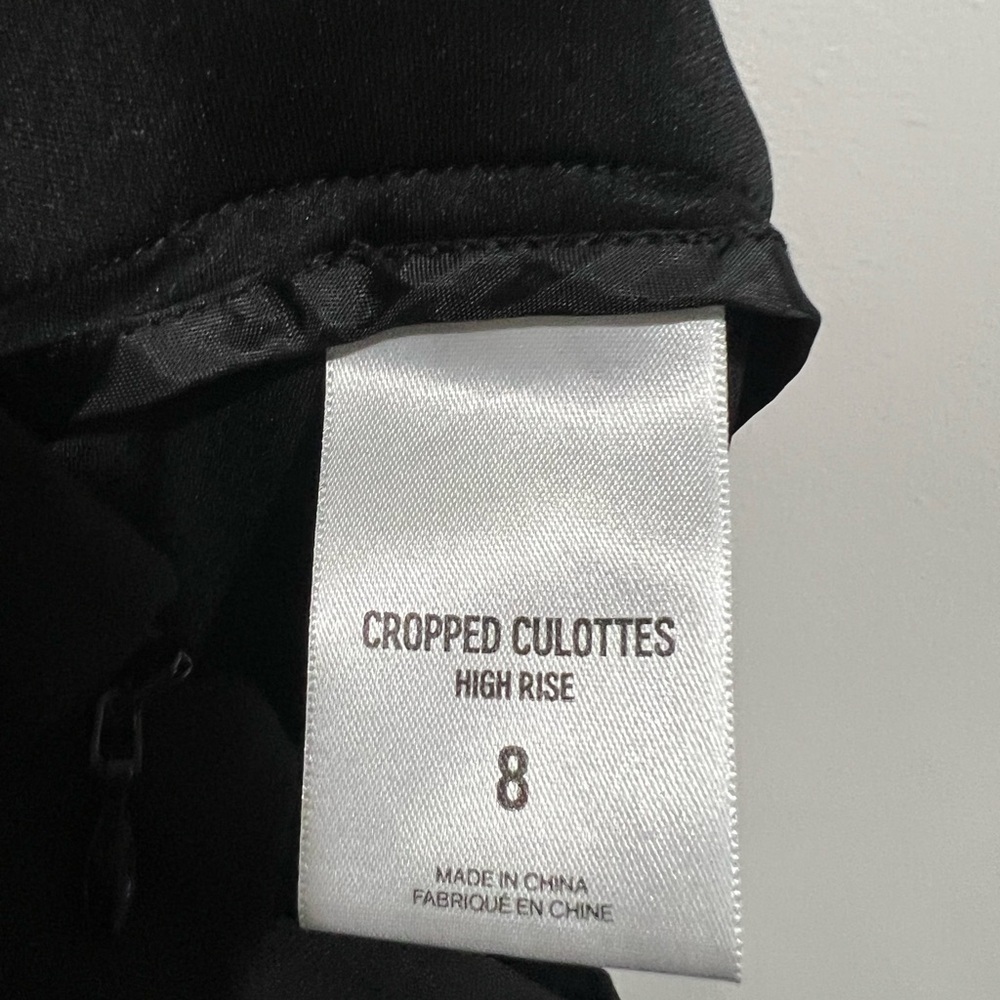 CROPPED CULOTTES
HIGH RISE
8
MADE IN CHINA
FABRIQUÉ EN CHINE